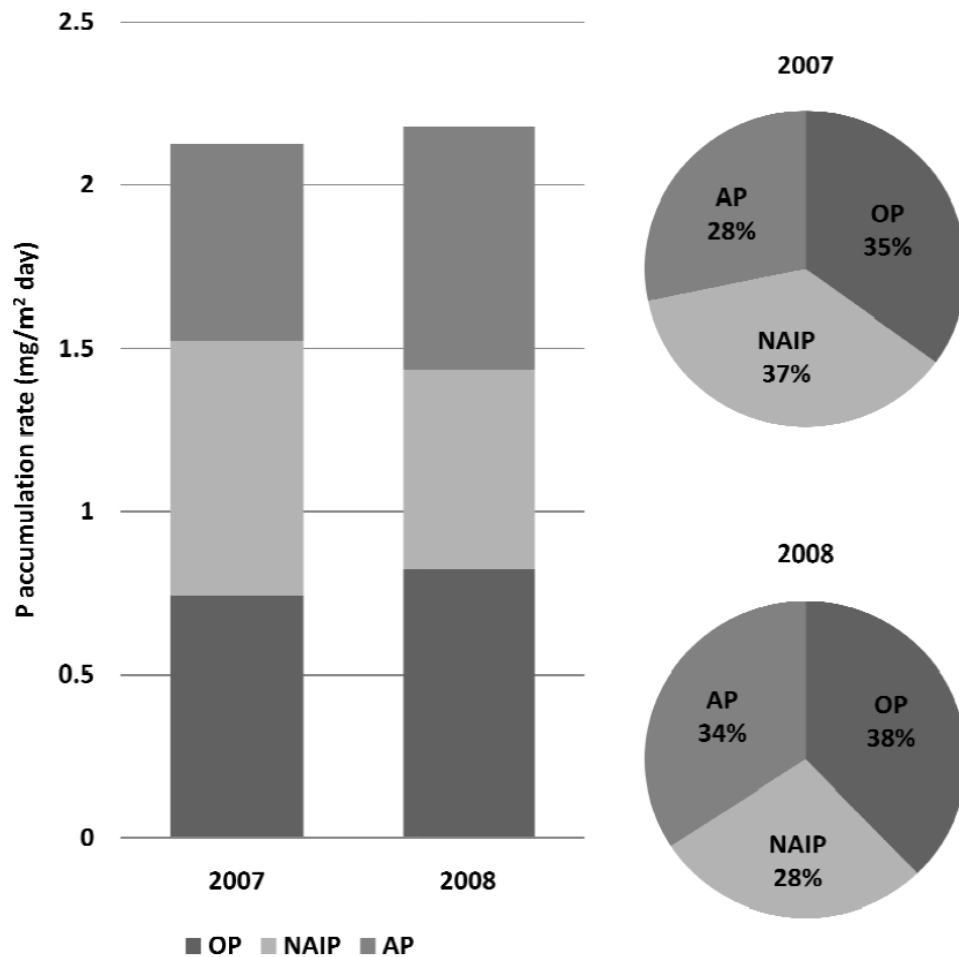 P accumulation rate (mg/m² day)
2.5
2
1.5
1
0.5
0
2007
2008
OP
NAIP
AP
2007
AP
28%
OP
35%
NAIP
37%
2008
AP
34%
OP
38%
NAIP
28%